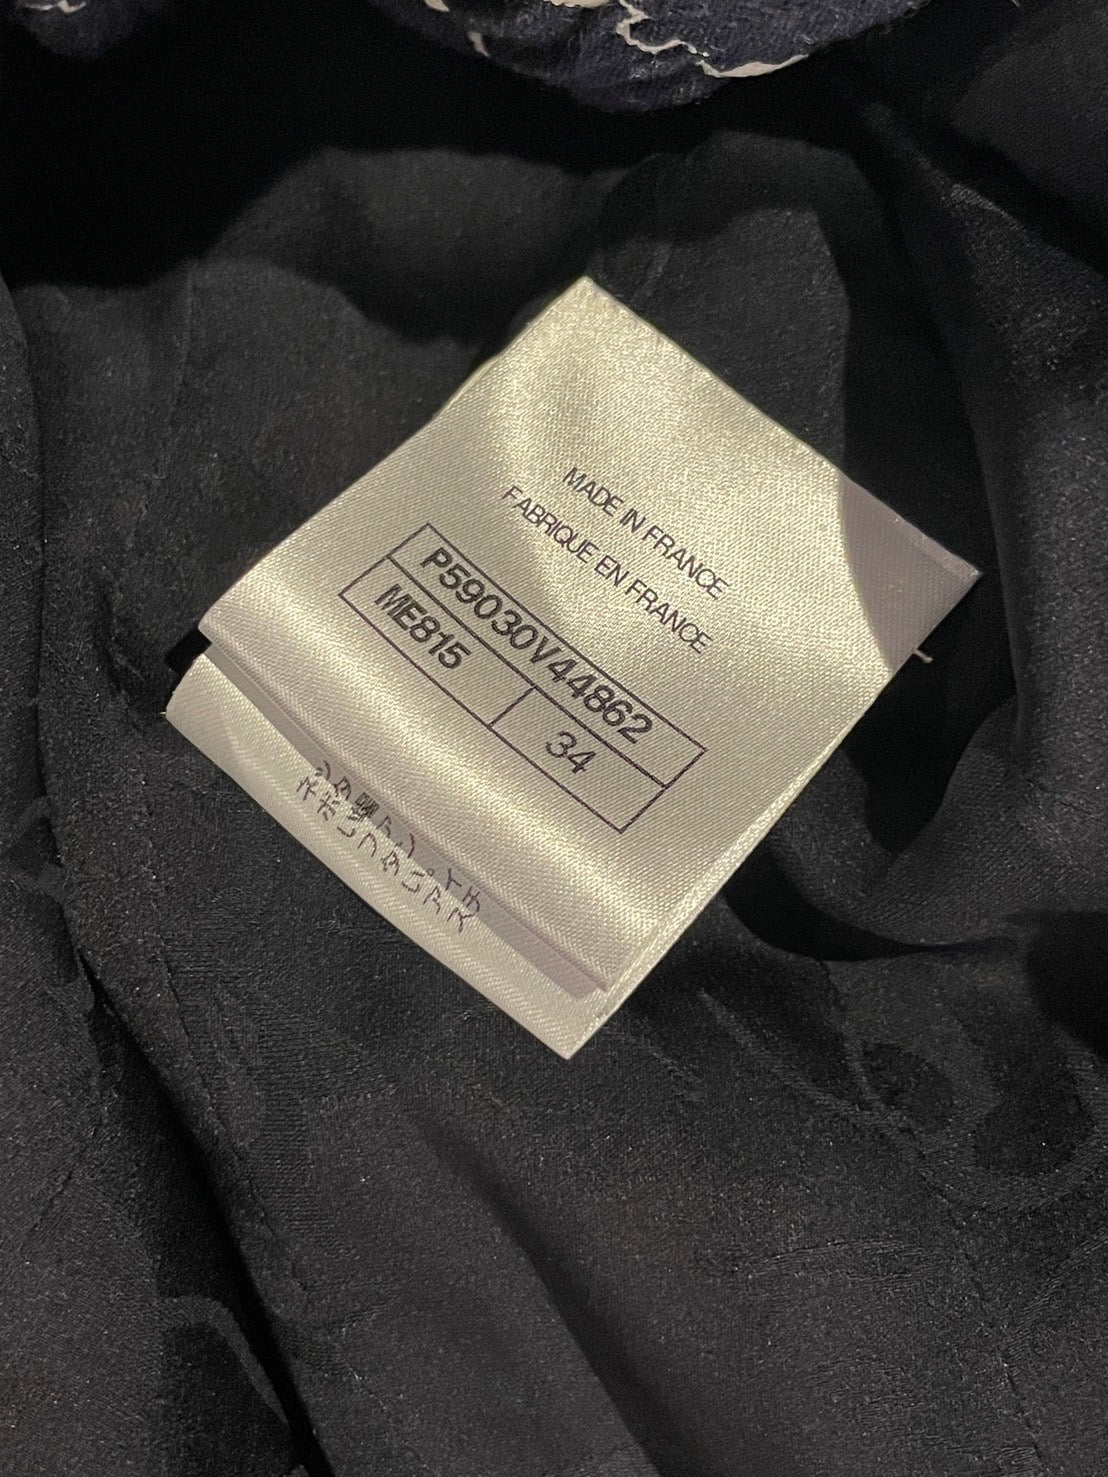 MADE IN FRANCE
FABRIQUE EN FRANCE
P59030V44862
ME815
34